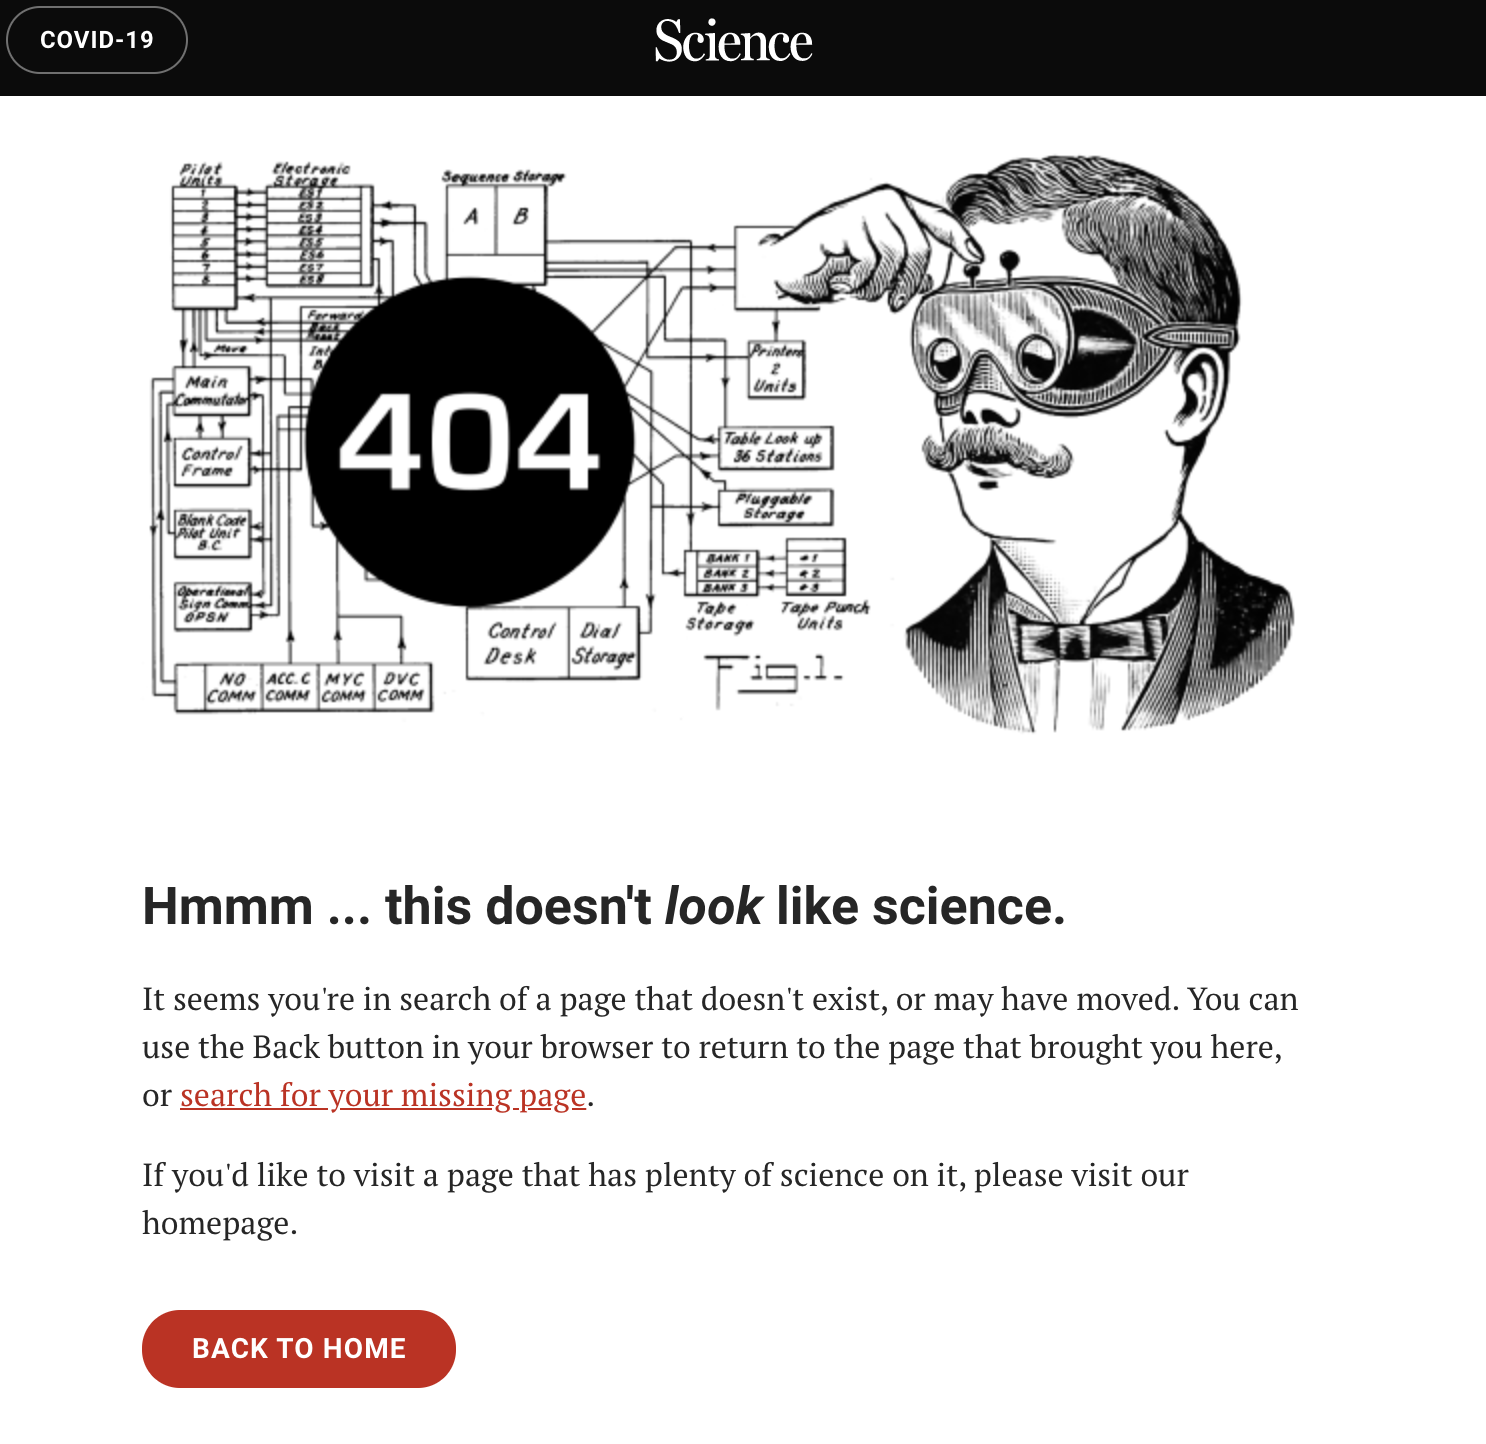 COVID-19
Science
Pilot
Units
1
2
3
4
5
6
7
8
Electronic
Storage
ES1
ES2
ES3
ES4
ES5
ES6
ES7
ES8
Sequence Storage
A B
Forward
Back
Move
404
Main
Commutator
Control
Frame
Blank Code
Pilot Unit
B.C.
Operational
Sign Comm.
OPSN
NO
COMM
ACC. C
COMM
MYC
COMM
DVC
COMM
Control
Desk
Dial
Storage
Printers
2
Units
Table Look up
36 Stations
Pluggable
Storage
BANK 1
BANK 2
BANK 3
#1
#2
#3
Tape
Storage
Tape Punch
Units
Fig.1.
Hmmm ... this doesn't look like science.
It seems you're in search of a page that doesn't exist, or may have moved. You can
use the Back button in your browser to return to the page that brought you here,
or search for your missing page.
If you'd like to visit a page that has plenty of science on it, please visit our
homepage.
BACK TO HOME